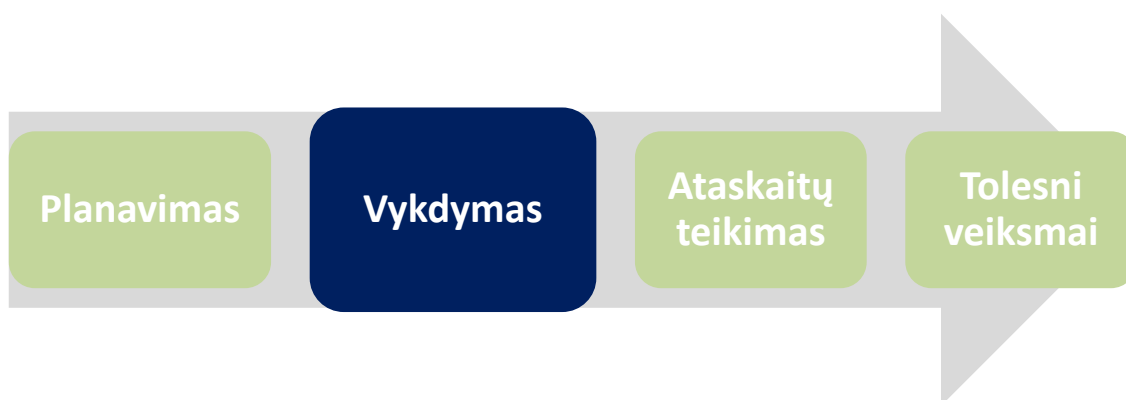 Planavimas
Vykdymas
Ataskaitų
teikimas
Tolesni
veiksmai